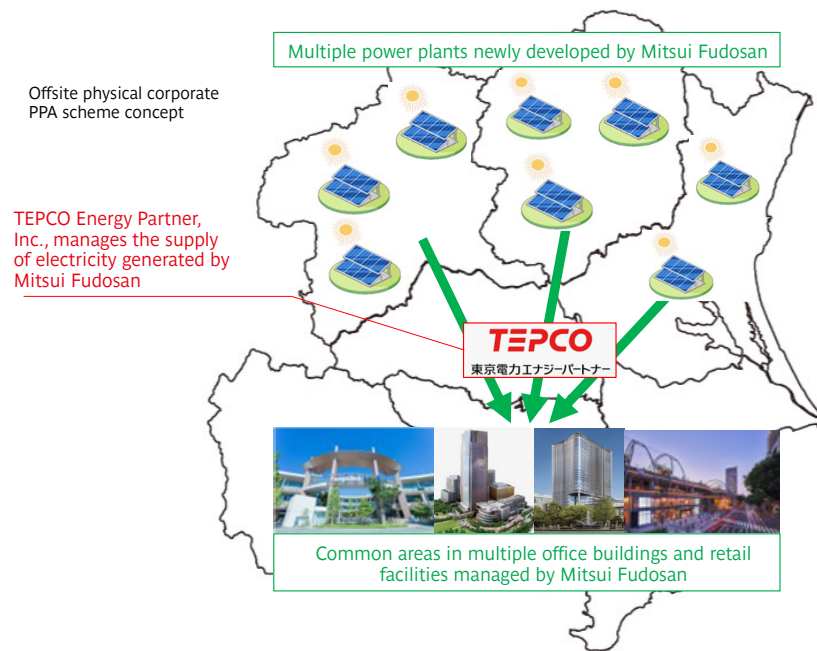 Multiple power plants newly developed by Mitsui Fudosan
Offsite physical corporate
PPA scheme concept
TEPCO Energy Partner,
Inc., manages the supply
of electricity generated by
Mitsui Fudosan
TEPCO
東京電力エナジーパートナー
Common areas in multiple office buildings and retail
facilities managed by Mitsui Fudosan